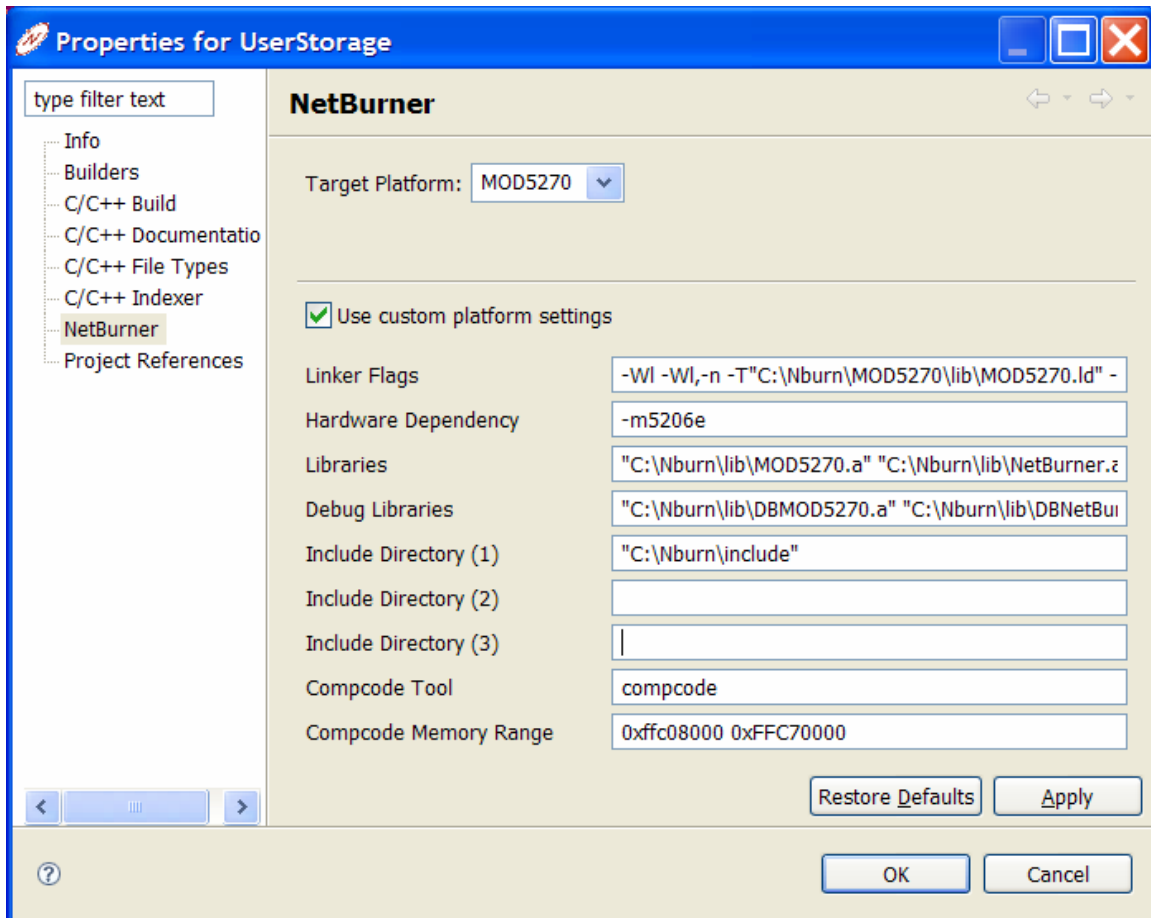 Properties for UserStorage
type filter text
Info
Builders
C/C++ Build
C/C++ Documentatio
C/C++ File Types
C/C++ Indexer
NetBurner
Project References
NetBurner
Target Platform: MOD5270
Use custom platform settings
Linker Flags -Wl -Wl,-n -T"C:\Nburn\MOD5270\lib\MOD5270.ld" -
Hardware Dependency -m5206e
Libraries "C:\Nburn\lib\MOD5270.a" "C:\Nburn\lib\NetBurner.a
Debug Libraries "C:\Nburn\lib\DBMOD5270.a" "C:\Nburn\lib\DBNetBur
Include Directory (1) "C:\Nburn\include"
Include Directory (2)
Include Directory (3)
Compcode Tool compcode
Compcode Memory Range 0xffc08000 0xFFC70000
Restore Defaults Apply
OK Cancel